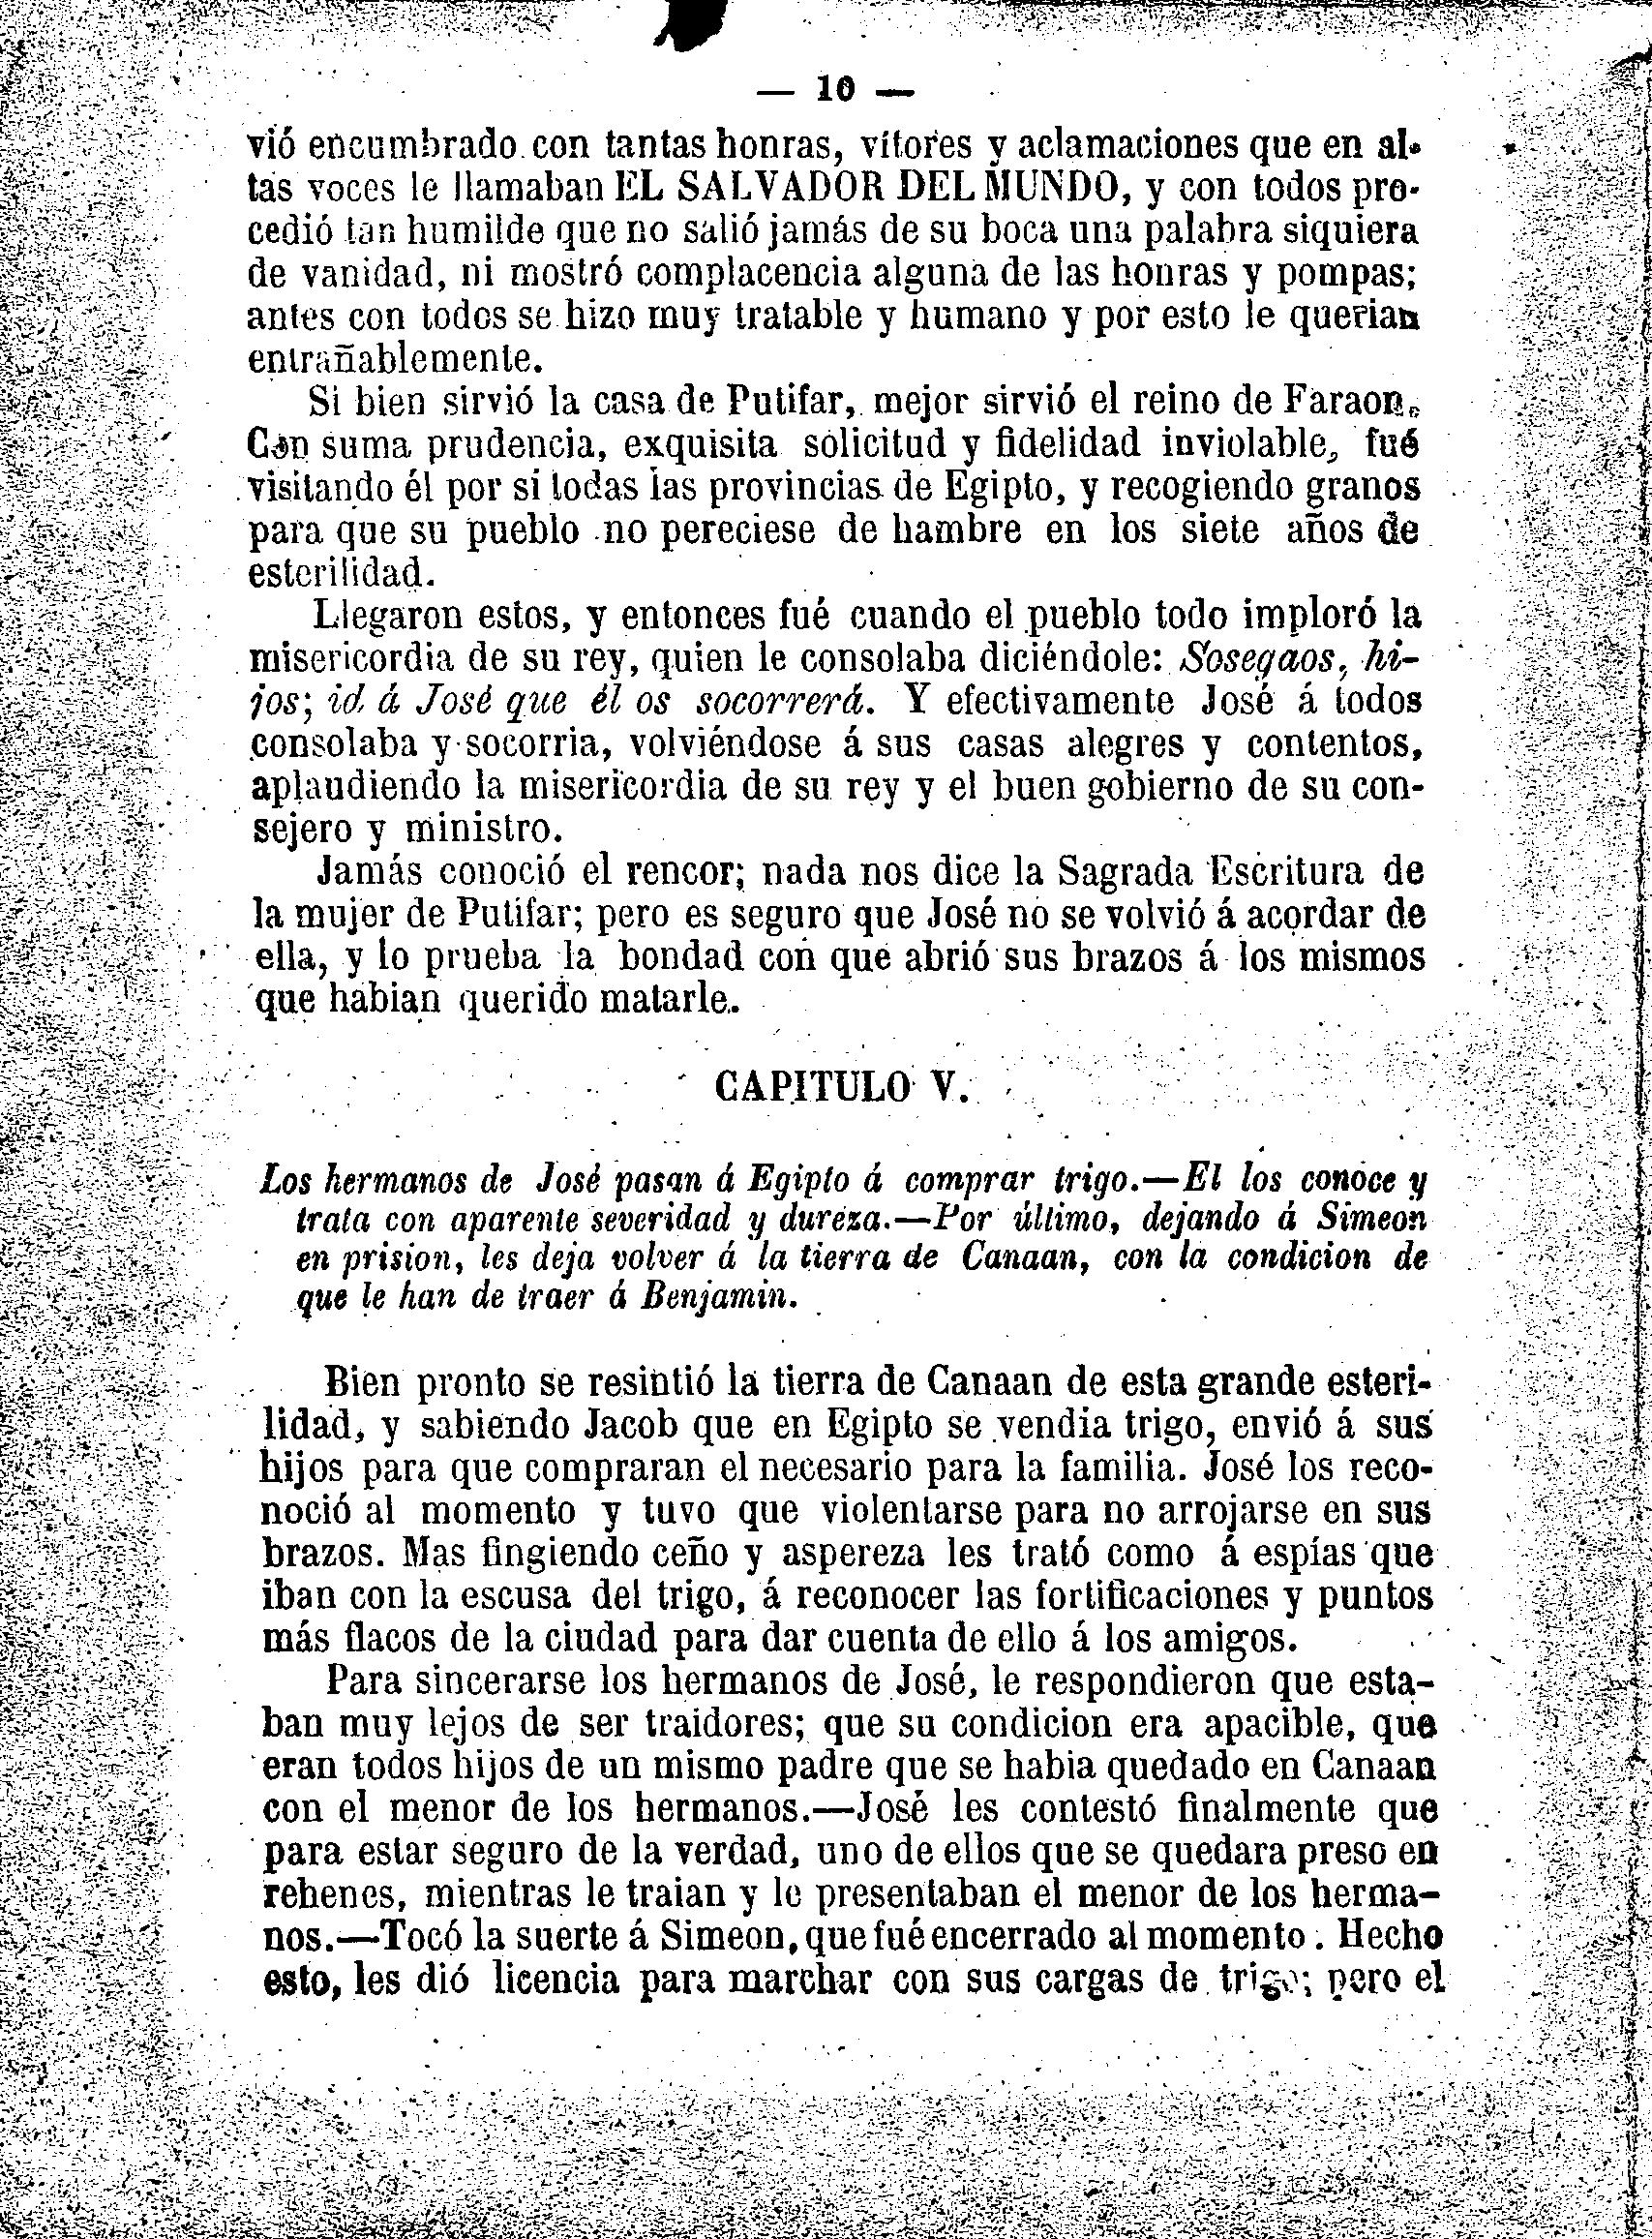 — 10 —
vió encumbrado con tantas honras, vítores y aclamaciones que en al-
tas voces le llamaban EL SALVADOR DEL MUNDO, y con todos pro-
cedió tan humilde que no salió jamás de su boca una palabra siquiera
de vanidad, ni mostró complacencia alguna de las honras y pompas;
antes con todos se hizo muy tratable y humano y por esto le querian
entrañablemente.
Si bien sirvió la casa de Putifar, mejor sirvió el reino de Faraon.
Con suma prudencia, exquisita solicitud y fidelidad inviolable, fué
visitando él por sí todas las provincias de Egipto, y recogiendo granos
para que su pueblo no pereciese de hambre en los siete años de
esterilidad.
Llegaron estos, y entonces fué cuando el pueblo todo imploró la
misericordia de su rey, quien le consolaba diciéndole: Sosegaos, hi-
jos; id á José que él os socorrerá. Y efectivamente José á todos
consolaba y socorria, volviéndose á sus casas alegres y contentos,
aplaudiendo la misericordia de su rey y el buen gobierno de su con-
sejero y ministro.
Jamás conoció el rencor; nada nos dice la Sagrada Escritura de
la mujer de Putifar; pero es seguro que José no se volvió á acordar de
ella, y lo prueba la bondad con que abrió sus brazos á los mismos
que habian querido matarle.
CAPITULO V.
Los hermanos de José pasan á Egipto á comprar trigo.—El los conoce y
trata con aparente severidad y dureza.—Por último, dejando á Simeon
en prision, les deja volver á la tierra de Canaan, con la condicion de
que le han de traer á Benjamin.
Bien pronto se resintió la tierra de Canaan de esta grande esteri-
lidad, y sabiendo Jacob que en Egipto se vendia trigo, envió á sus
hijos para que compraran el necesario para la familia. José los reco-
noció al momento y tuvo que violentarse para no arrojarse en sus
brazos. Mas fingiendo ceño y aspereza les trató como á espías que
iban con la escusa del trigo, á reconocer las fortificaciones y puntos
más flacos de la ciudad para dar cuenta de ello á los amigos.
Para sincerarse los hermanos de José, le respondieron que esta-
ban muy lejos de ser traidores; que su condicion era apacible, que
eran todos hijos de un mismo padre que se habia quedado en Canaan
con el menor de los hermanos.—José les contestó finalmente que
para estar seguro de la verdad, uno de ellos que se quedara preso en
rehenes, mientras le traian y le presentaban el menor de los herma-
nos.—Tocó la suerte á Simeon, que fué encerrado al momento. Hecho
esto, les dió licencia para marchar con sus cargas de trigo; pero el